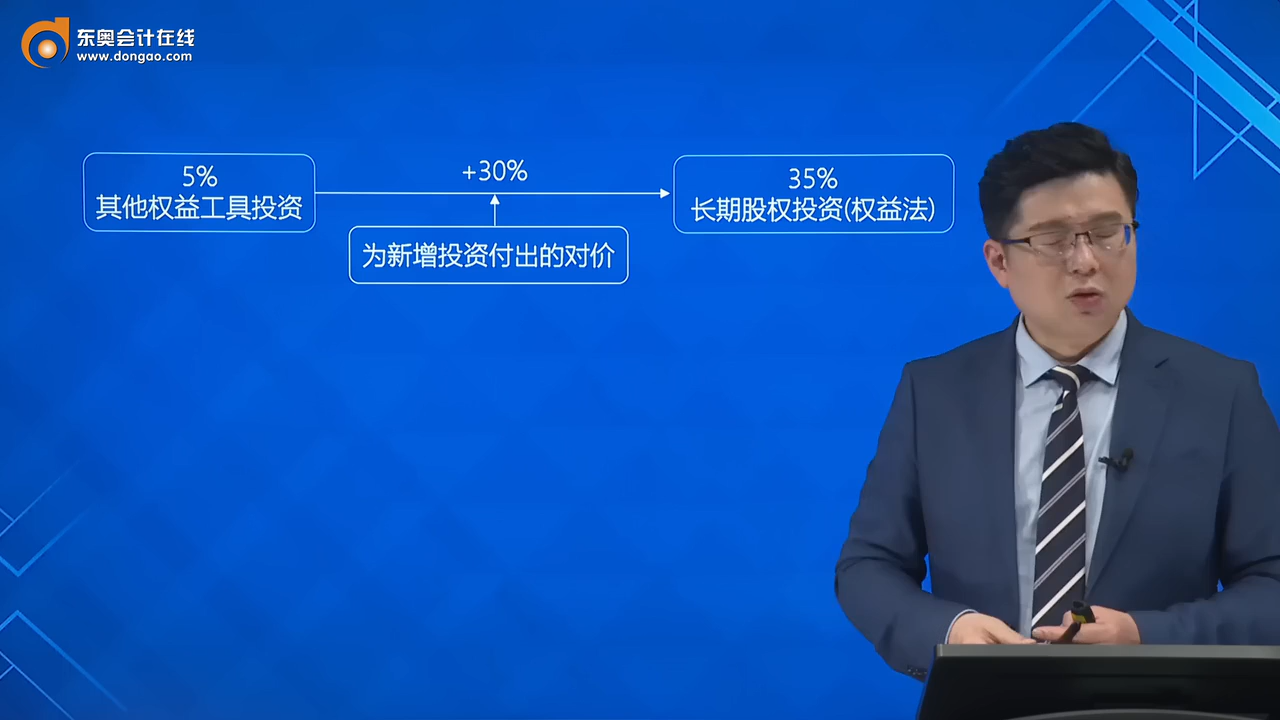 东奥会计在线
www.dongao.com
5%
其他权益工具投资
+30%
为新增投资付出的对价
35%
长期股权投资(权益法)